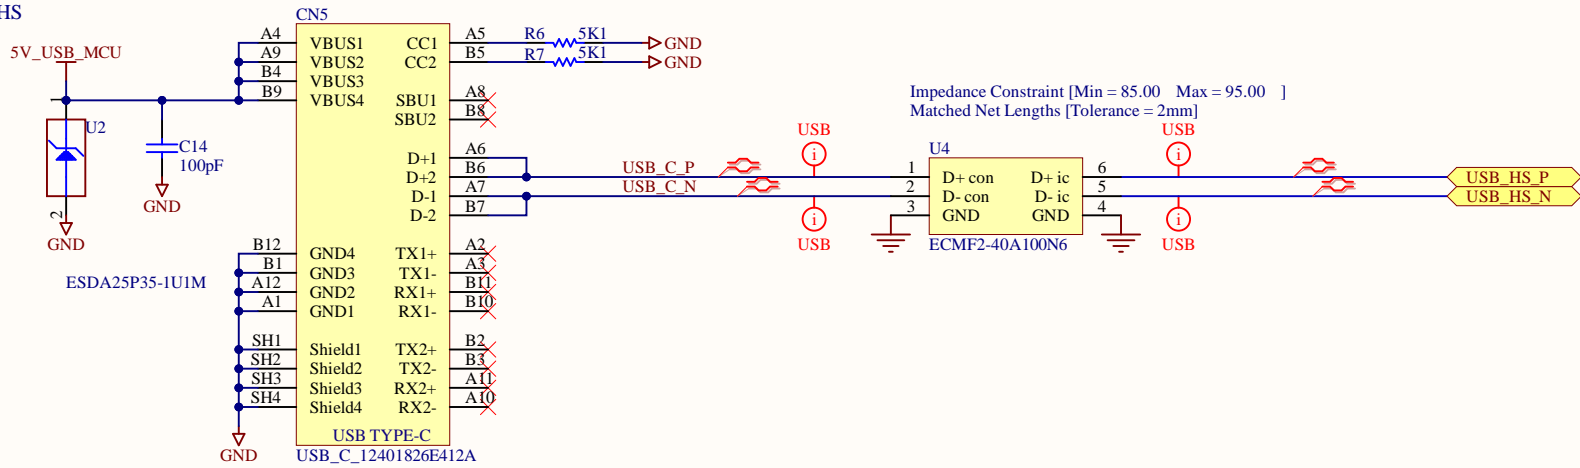 HS
CN5
5V_USB_MCU
A4 VBUS1 CC1 A5 R6 5K1 GND
A9 VBUS2 CC2 B5 R7 5K1 GND
B4 VBUS3
B9 VBUS4 SBU1 A8
SBU2 B8
1
U2
2
GND
C14
100pF
GND
ESDA25P35-1U1M
D+1 A6
D+2 B6 USB_C_P
D-1 A7 USB_C_N
D-2 B7
Impedance Constraint [Min = 85.00 Max = 95.00 ]
Matched Net Lengths [Tolerance = 2mm]
USB
i
USB
i
U4
1 D+ con D+ ic 6
2 D- con D- ic 5
3 GND GND 4
ECMF2-40A100N6
i
USB
i
USB
USB_HS_P
USB_HS_N
B12 GND4 TX1+ A2
B1 GND3 TX1- A3
A12 GND2 RX1+ B11
A1 GND1 RX1- B10
SH1 Shield1 TX2+ B2
SH2 Shield2 TX2- B3
SH3 Shield3 RX2+ A11
SH4 Shield4 RX2- A10
USB TYPE-C
GND
USB_C_12401826E412A